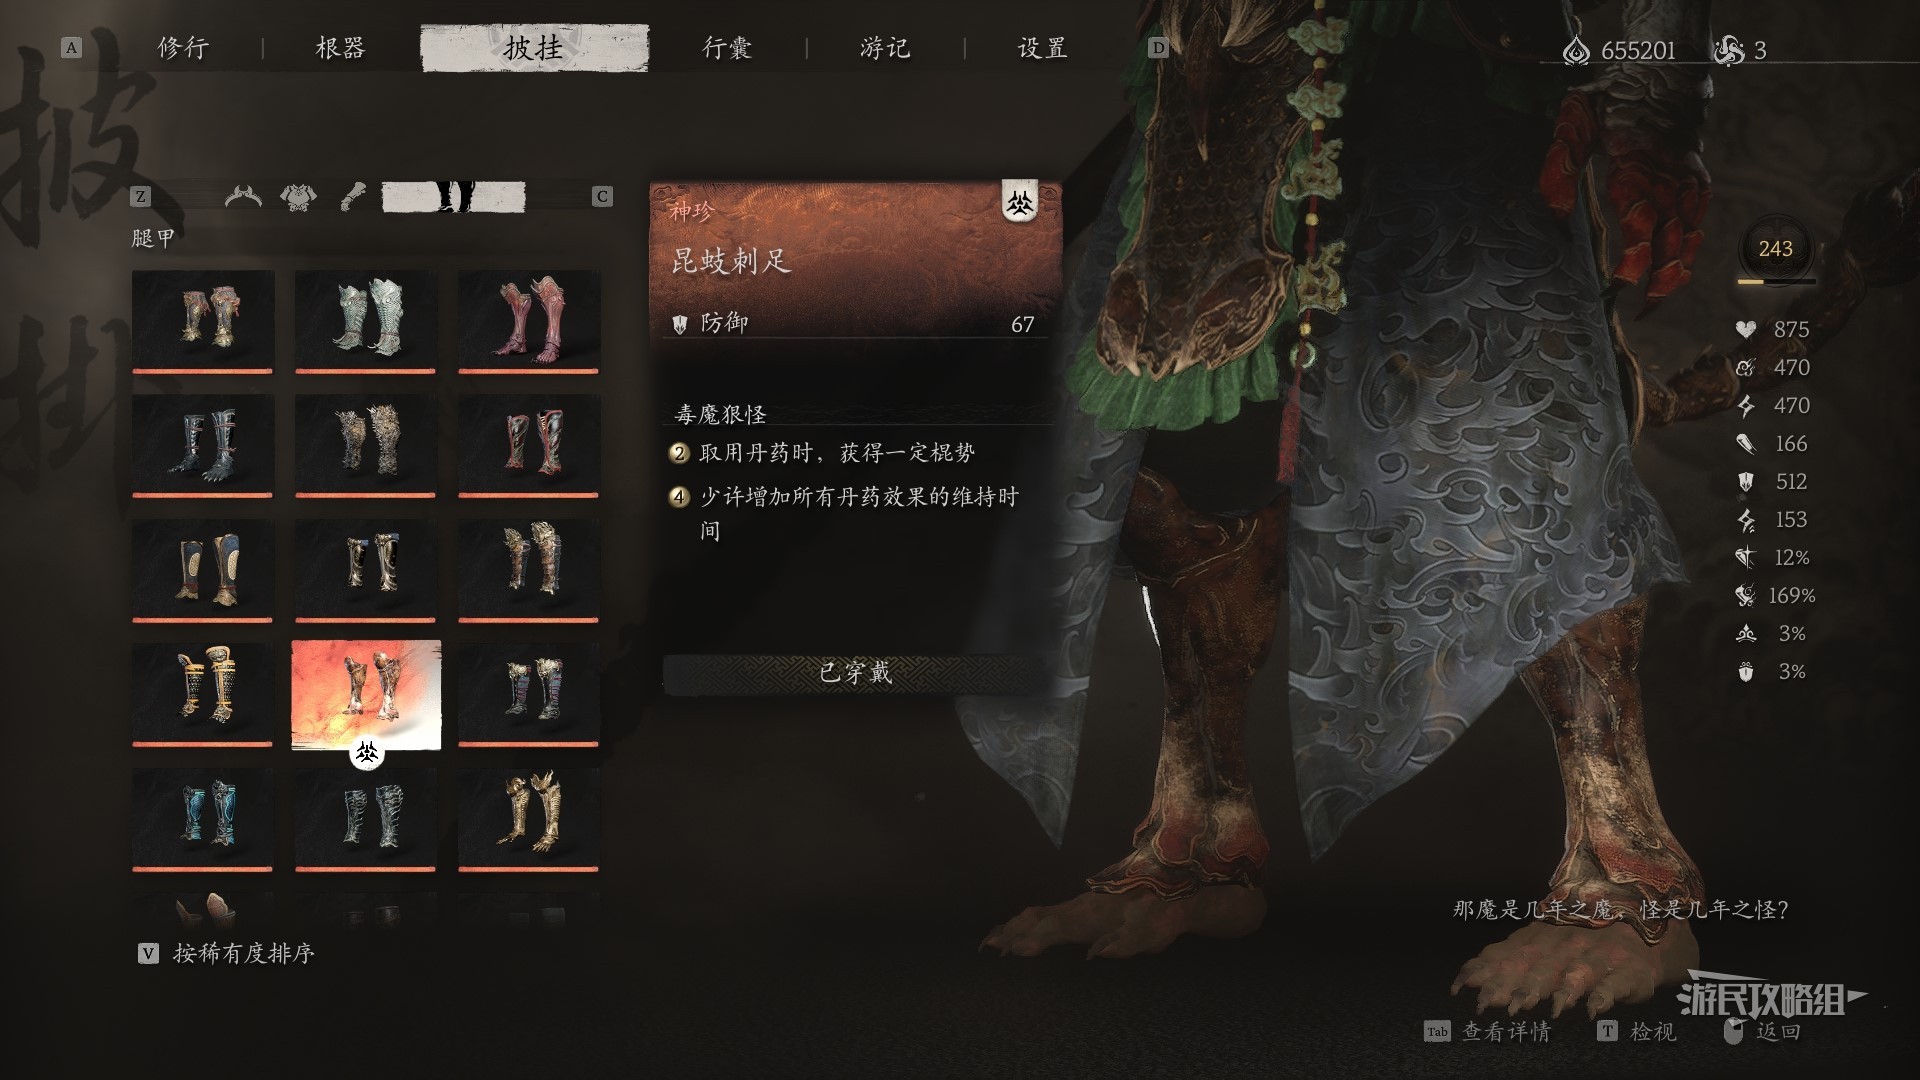 A
修行
根器
披挂
行囊
游记
设置
D
655201
3
披挂
Z
C
腿甲
神珍
昆蚑刺足
防御
67
毒魔狠怪
2 取用丹药时，获得一定棍势
4 少许增加所有丹药效果的维持时
间
已穿戴
243
875
470
470
166
512
153
12%
169%
3%
3%
那魔是几年之魔，怪是几年之怪？
V 按稀有度排序
游民攻略组
Tab 查看详情
T 检视
返回